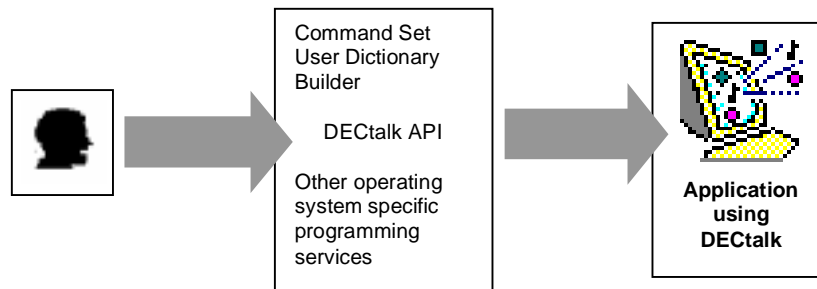 Command Set
User Dictionary
Builder
DECtalk API
Other operating
system specific
programming
services
Application
using
DECtalk